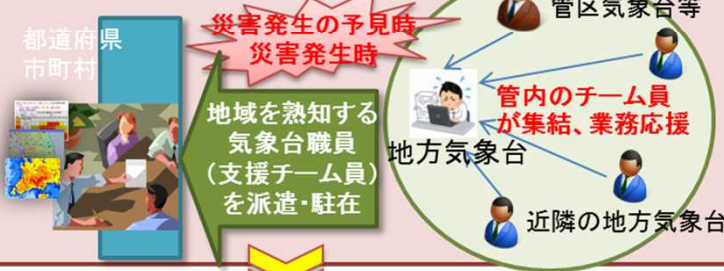 都道府県
市町村
災害発生の予見時
災害発生時
地域を熟知する
気象台職員
(支援チーム員)
を派遣・駐在
管区気象台等
管内のチーム員
が集結、業務応援
地方気象台
近隣の地方気象台